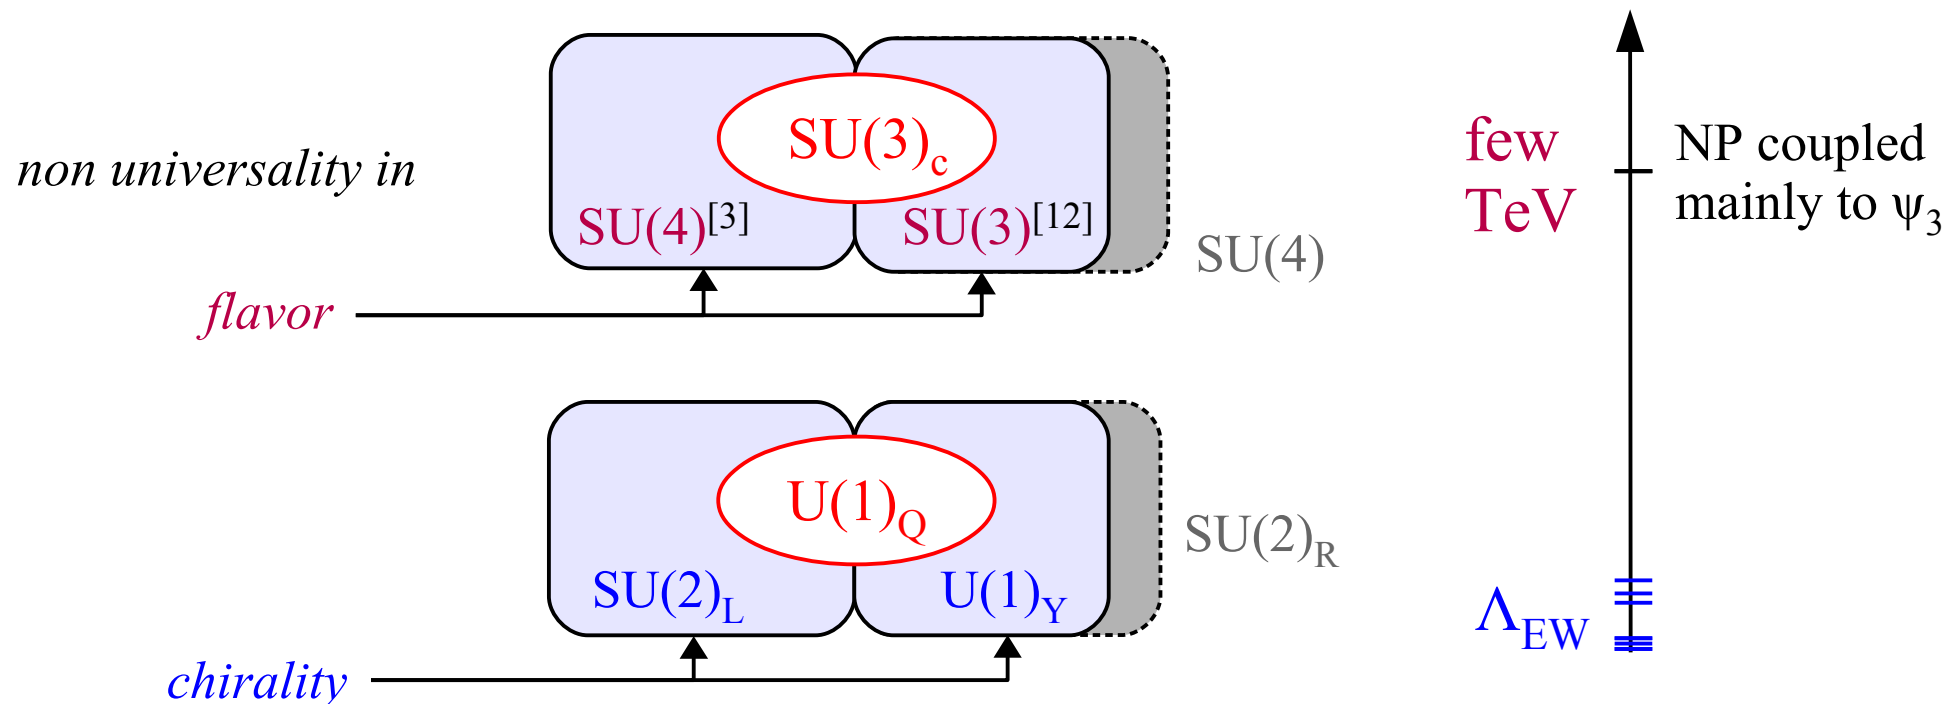 non universality in
SU(3)c
SU(4)[3]
SU(3)[12]
SU(4)
flavor
few
TeV
NP coupled
mainly to ψ3
U(1)Q
SU(2)L
U(1)Y
SU(2)R
chirality
ΛEW